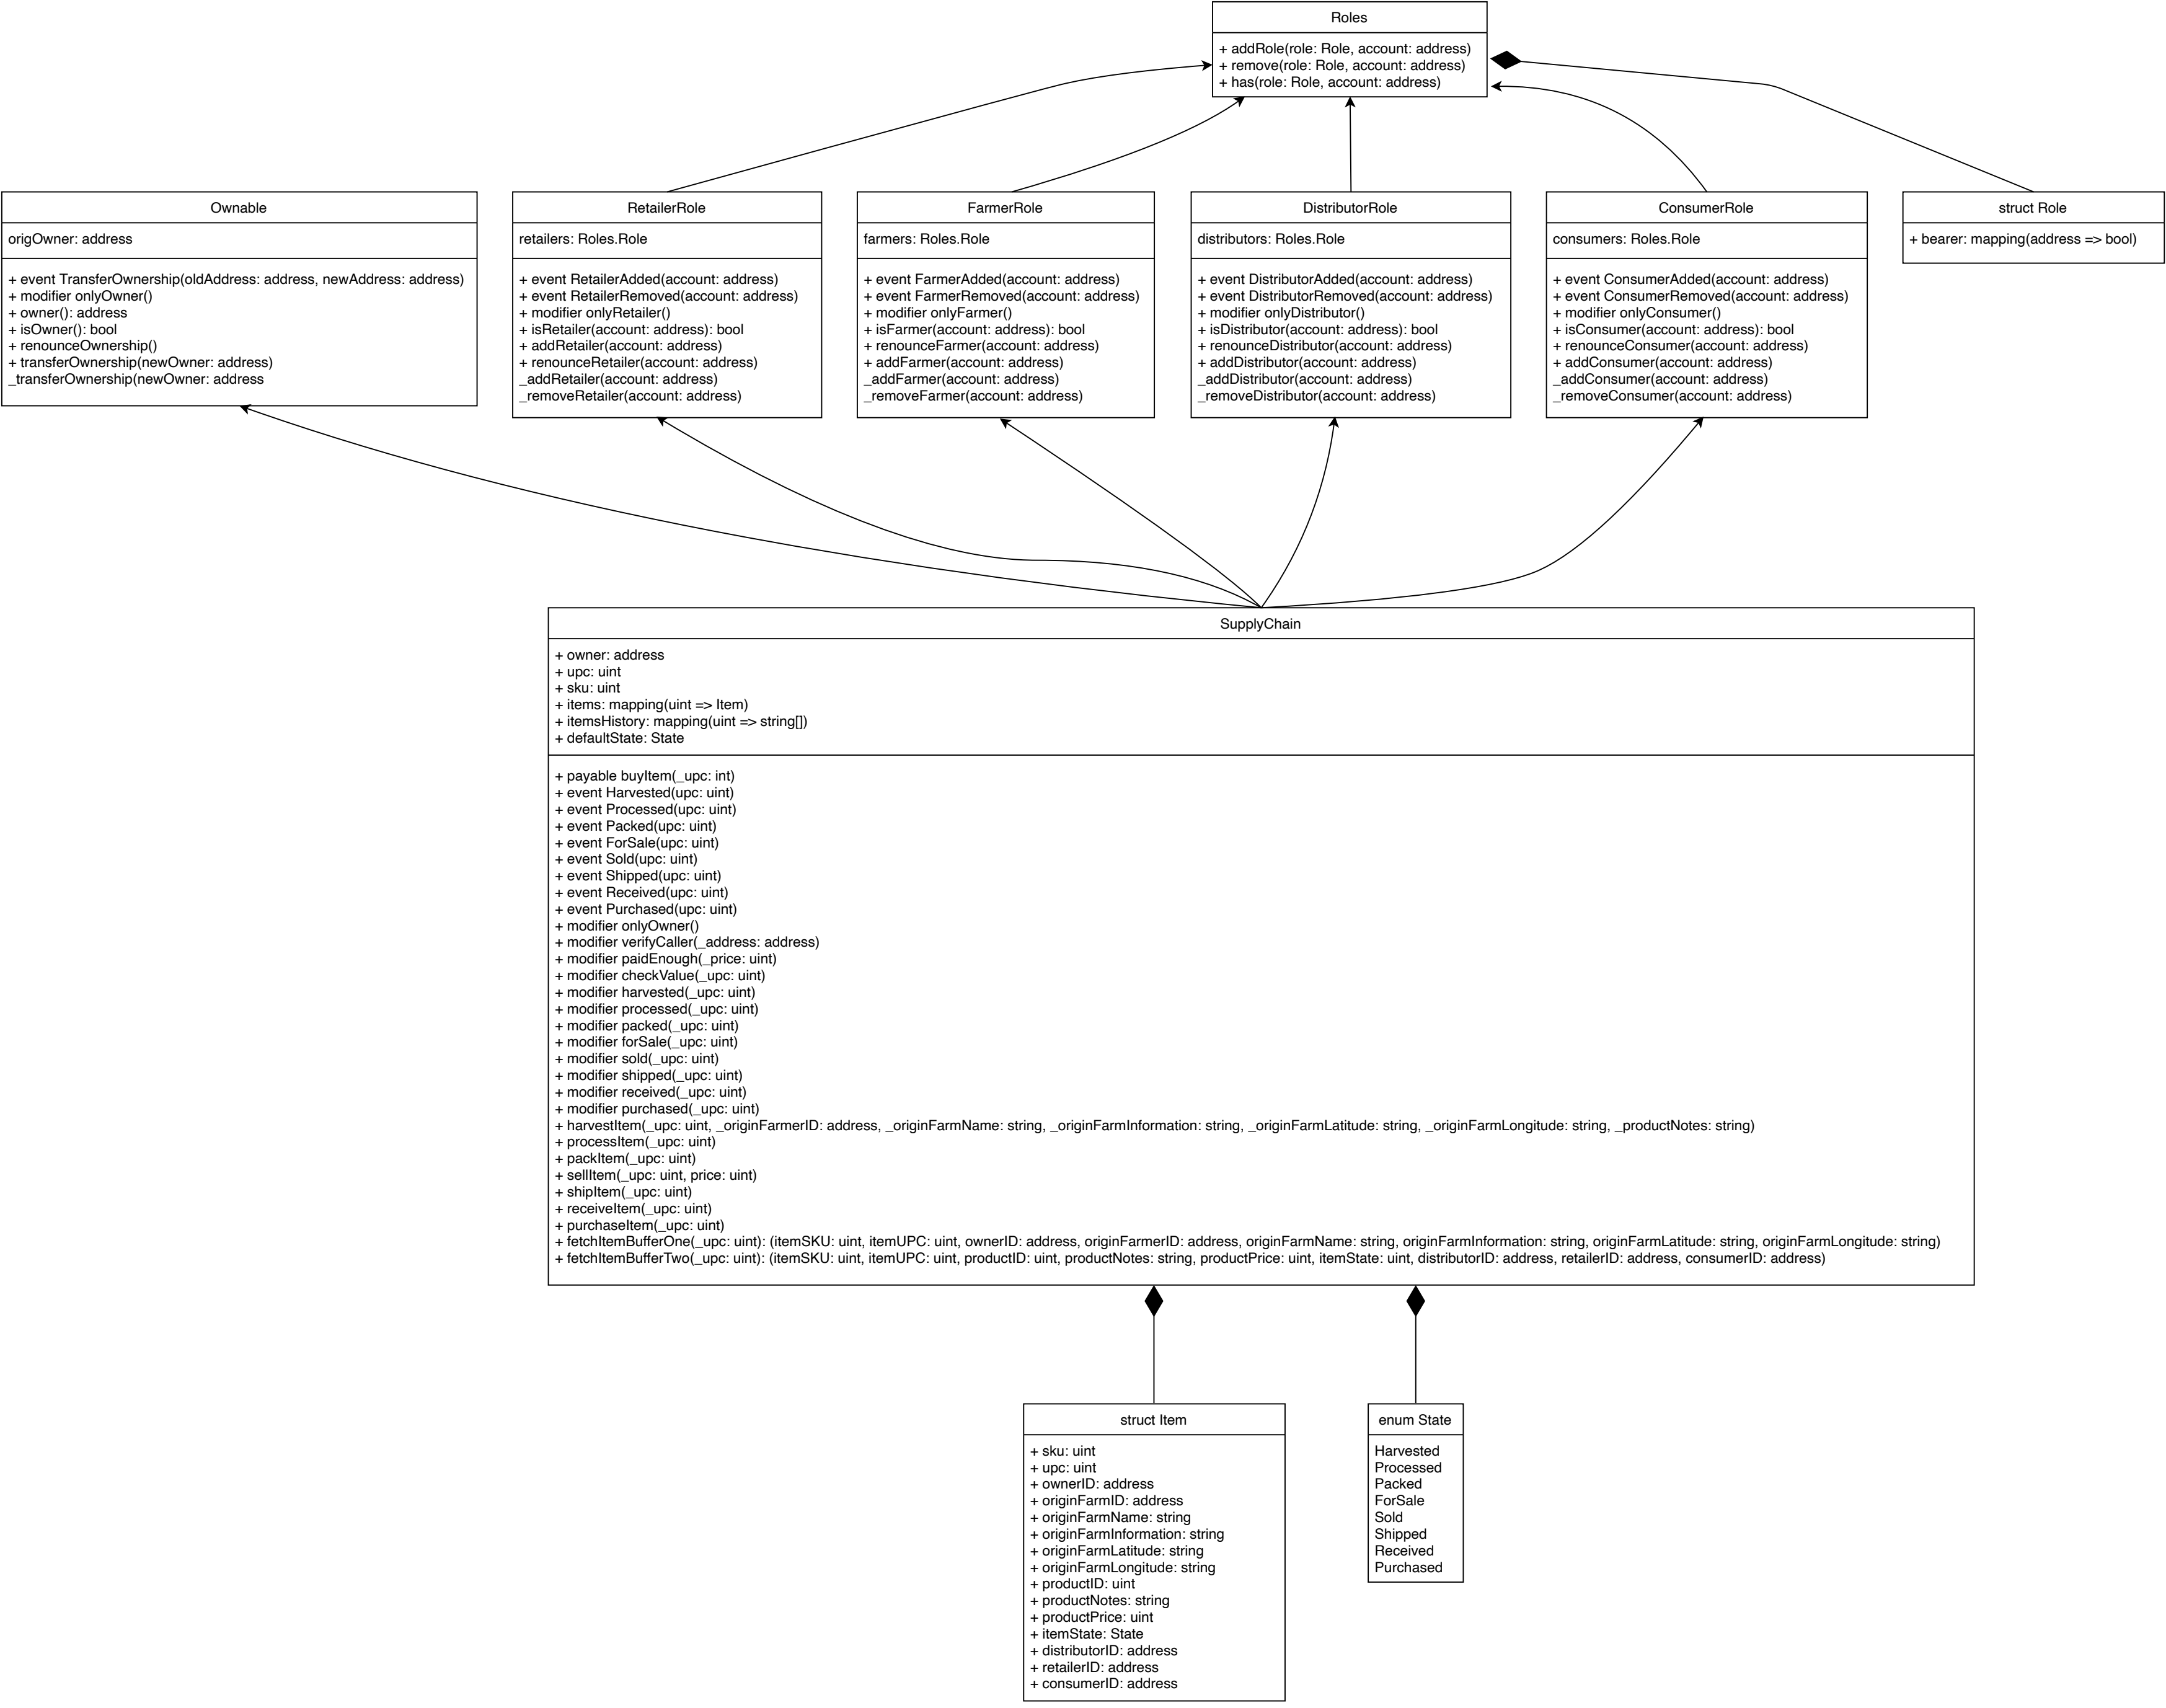 Roles
+ addRole(role: Role, account: address)
+ remove(role: Role, account: address)
+ has(role: Role, account: address)
Ownable
origOwner: address
+ event TransferOwnership(oldAddress: address, newAddress: address)
+ modifier onlyOwner()
+ owner(): address
+ isOwner(): bool
+ renounceOwnership()
+ transferOwnership(newOwner: address)
_transferOwnership(newOwner: address
RetailerRole
retailers: Roles.Role
+ event RetailerAdded(account: address)
+ event RetailerRemoved(account: address)
+ modifier onlyRetailer()
+ isRetailer(account: address): bool
+ addRetailer(account: address)
+ renounceRetailer(account: address)
_addRetailer(account: address)
_removeRetailer(account: address)
FarmerRole
farmers: Roles.Role
+ event FarmerAdded(account: address)
+ event FarmerRemoved(account: address)
+ modifier onlyFarmer()
+ isFarmer(account: address): bool
+ renounceFarmer(account: address)
+ addFarmer(account: address)
_addFarmer(account: address)
_removeFarmer(account: address)
DistributorRole
distributors: Roles.Role
+ event DistributorAdded(account: address)
+ event DistributorRemoved(account: address)
+ modifier onlyDistributor()
+ isDistributor(account: address): bool
+ renounceDistributor(account: address)
+ addDistributor(account: address)
_addDistributor(account: address)
_removeDistributor(account: address)
ConsumerRole
consumers: Roles.Role
+ event ConsumerAdded(account: address)
+ event ConsumerRemoved(account: address)
+ modifier onlyConsumer()
+ isConsumer(account: address): bool
+ renounceConsumer(account: address)
+ addConsumer(account: address)
_addConsumer(account: address)
_removeConsumer(account: address)
struct Role
+ bearer: mapping(address => bool)
SupplyChain
+ owner: address
+ upc: uint
+ sku: uint
+ items: mapping(uint => Item)
+ itemsHistory: mapping(uint => string[])
+ defaultState: State
+ payable buyItem(_upc: int)
+ event Harvested(upc: uint)
+ event Processed(upc: uint)
+ event Packed(upc: uint)
+ event ForSale(upc: uint)
+ event Sold(upc: uint)
+ event Shipped(upc: uint)
+ event Received(upc: uint)
+ event Purchased(upc: uint)
+ modifier onlyOwner()
+ modifier verifyCaller(_address: address)
+ modifier paidEnough(_price: uint)
+ modifier checkValue(_upc: uint)
+ modifier harvested(_upc: uint)
+ modifier processed(_upc: uint)
+ modifier packed(_upc: uint)
+ modifier forSale(_upc: uint)
+ modifier sold(_upc: uint)
+ modifier shipped(_upc: uint)
+ modifier received(_upc: uint)
+ modifier purchased(_upc: uint)
+ harvestItem(_upc: uint, _originFarmerID: address, _originFarmName: string, _originFarmInformation: string, _originFarmLatitude: string, _originFarmLongitude: string, _productNotes: string)
+ processItem(_upc: uint)
+ packItem(_upc: uint)
+ sellItem(_upc: uint, price: uint)
+ shipItem(_upc: uint)
+ receiveItem(_upc: uint)
+ purchaseItem(_upc: uint)
+ fetchItemBufferOne(_upc: uint): (itemSKU: uint, itemUPC: uint, ownerID: address, originFarmerID: address, originFarmName: string, originFarmInformation: string, originFarmLatitude: string, originFarmLongitude: string)
+ fetchItemBufferTwo(_upc: uint): (itemSKU: uint, itemUPC: uint, productID: uint, productNotes: string, productPrice: uint, itemState: uint, distributorID: address, retailerID: address, consumerID: address)
struct Item
+ sku: uint
+ upc: uint
+ ownerID: address
+ originFarmID: address
+ originFarmName: string
+ originFarmInformation: string
+ originFarmLatitude: string
+ originFarmLongitude: string
+ productID: uint
+ productNotes: string
+ productPrice: uint
+ itemState: State
+ distributorID: address
+ retailerID: address
+ consumerID: address
enum State
Harvested
Processed
Packed
ForSale
Sold
Shipped
Received
Purchased